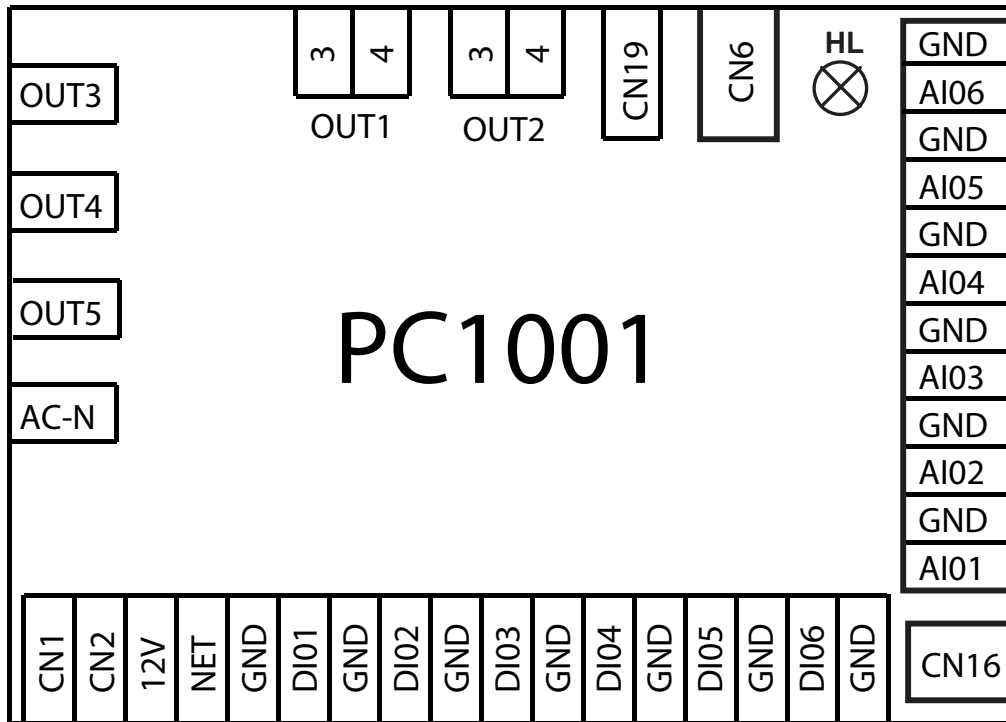 3 4
OUT1
3 4
OUT2
CN19
CN6
HL
OUT3
OUT4
OUT5
AC-N
PC1001
GND
AI06
GND
AI05
GND
AI04
GND
AI03
GND
AI02
GND
AI01
CN16
CN1
CN2
12V
NET
GND
DI01
GND
DI02
GND
DI03
GND
DI04
GND
DI05
GND
DI06
GND